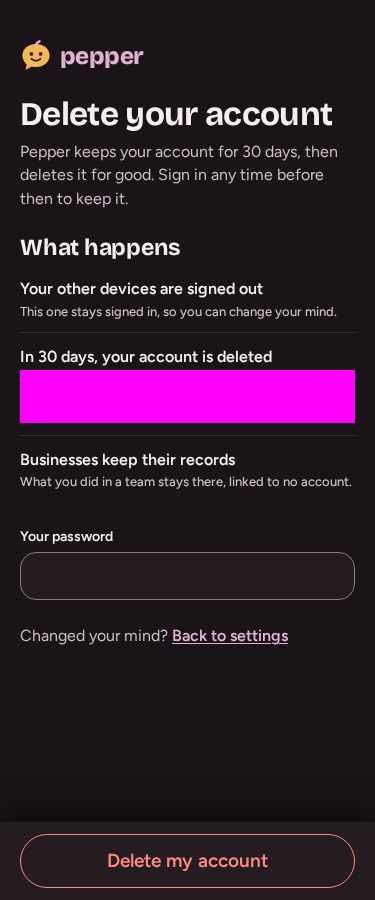 pepper
Delete your account
Pepper keeps your account for 30 days, then
deletes it for good. Sign in any time before
then to keep it.
What happens
Your other devices are signed out
This one stays signed in, so you can change your mind.
In 30 days, your account is deleted
Businesses keep their records
What you did in a team stays there, linked to no account.
Your password
Changed your mind? Back to settings
Delete my account